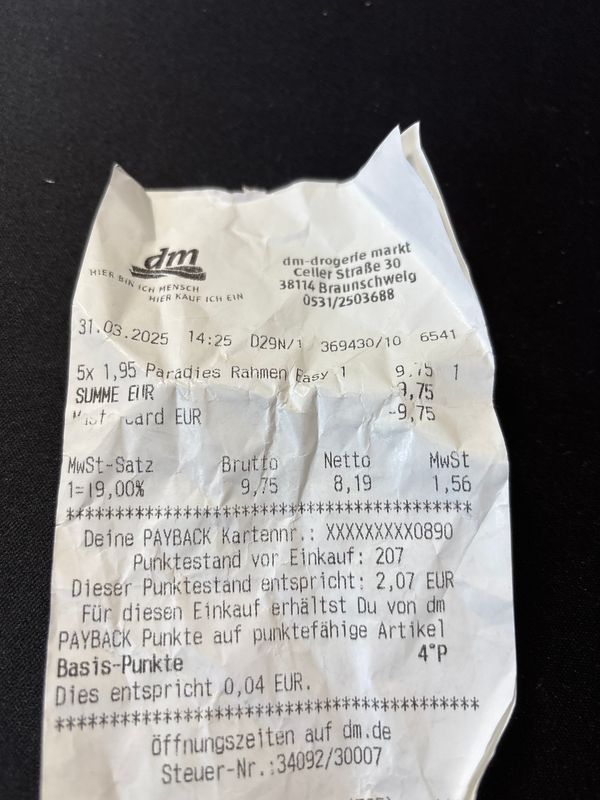 dm
HIER BIN ICH MENSCH
HIER KAUF ICH EIN
dm-drogerie markt
Celler Straße 30
38114 Braunschweig
0531/2503688
31.03.2025 14:25 D29N/1 369430/10 6541
5x 1,95 Paradies Rahmen Easy 1 9,75 1
SUMME EUR 9,75
EUR -9,75
MwSt-Satz Brutto Netto MwSt
1=19,00% 9,75 8,19 1,56
****************************************
Deine PAYBACK Kartennr.: XXXXXXXXX0890
Punktestand vor Einkauf: 207
Dieser Punktestand entspricht: 2,07 EUR
Für diesen Einkauf erhältst Du von dm
PAYBACK Punkte auf punktefähige Artikel
Basis-Punkte 4°P
Dies entspricht 0,04 EUR.
****************************************
Öffnungszeiten auf dm.de
Steuer-Nr.:34092/30007